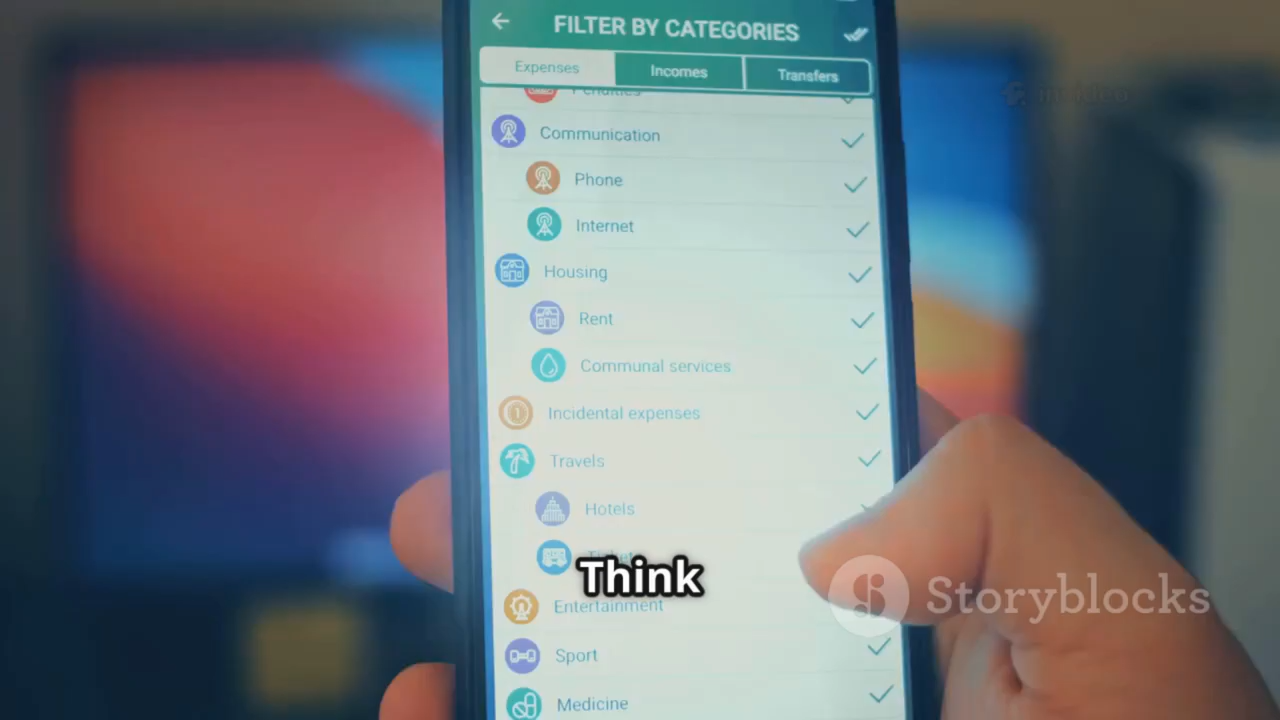 FILTER BY CATEGORIES
Expenses
Incomes
Transfers
Penalties
Communication
Phone
Internet
Housing
Rent
Communal services
Incidental expenses
Travels
Hotels
Think
Entertainment
Storyblocks
Sport
Medicine